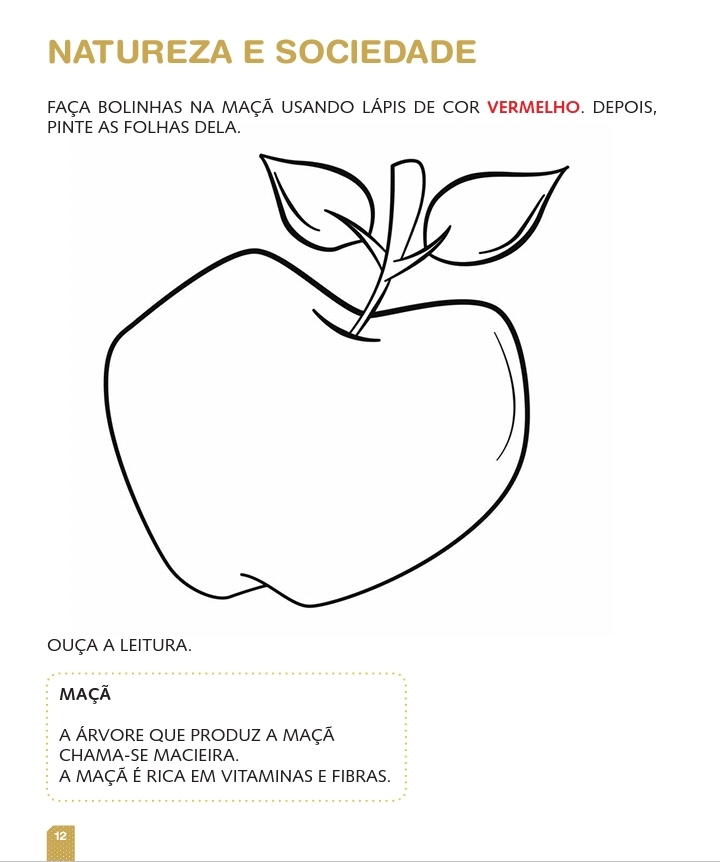 NATUREZA E SOCIEDADE
FAÇA BOLINHAS NA MAÇÃ USANDO LÁPIS DE COR VERMELHO. DEPOIS,
PINTE AS FOLHAS DELA.
OUÇA A LEITURA.
MAÇÃ
A ÁRVORE QUE PRODUZ A MAÇÃ
CHAMA-SE MACIEIRA.
A MAÇÃ É RICA EM VITAMINAS E FIBRAS.
12